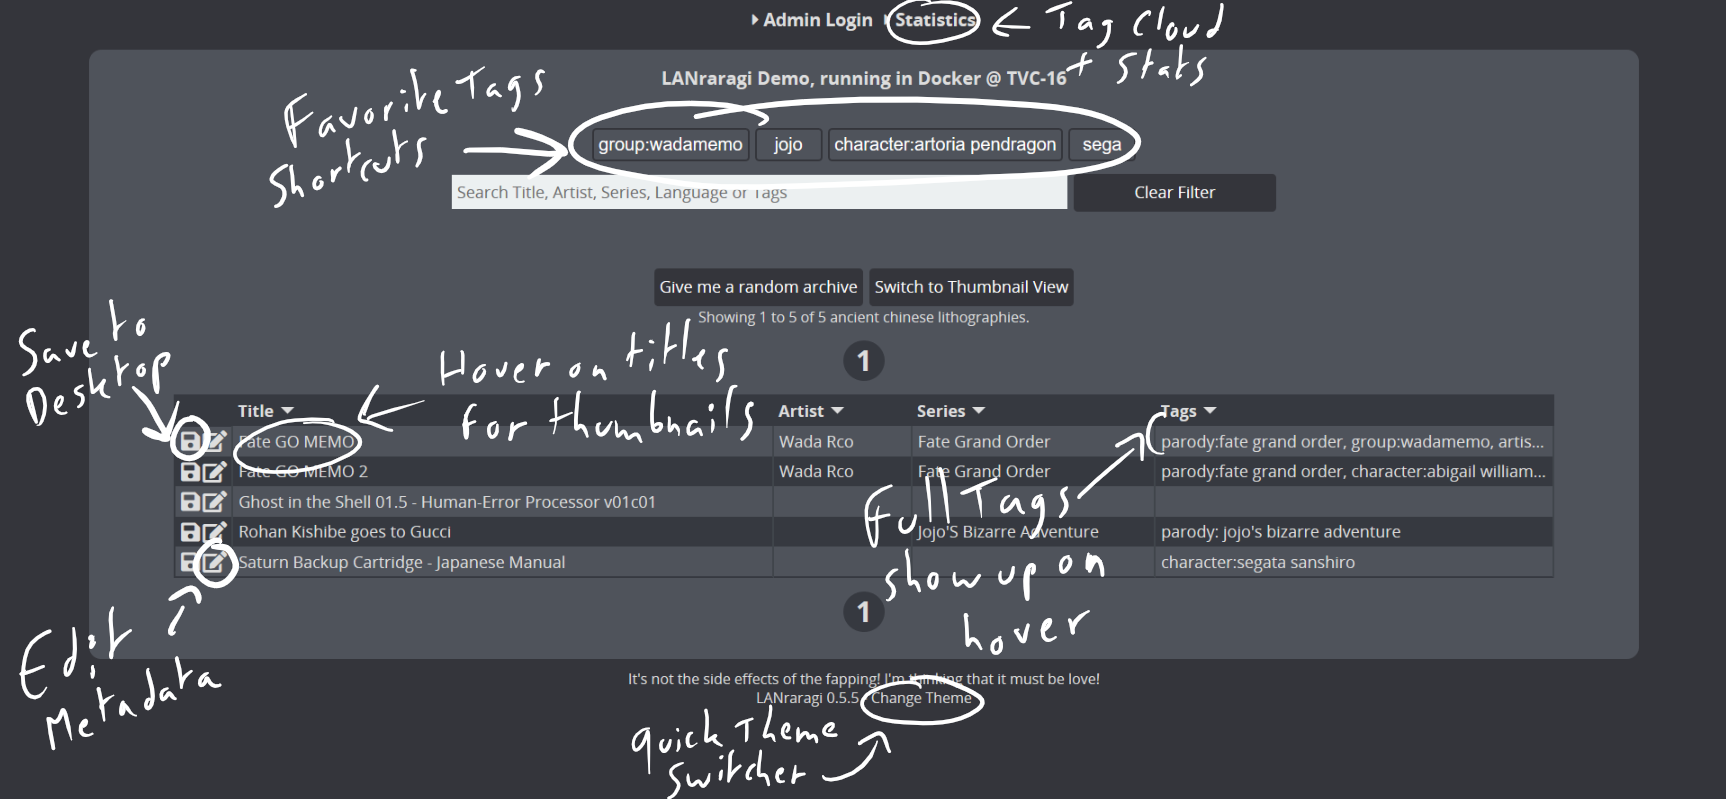 Admin Login Statistics
Tag Cloud
+ Stats
LANraragi Demo, running in Docker @ TVC-16
Favorite Tags
Shortcuts
group:wadamemo jojo character:artoria pendragon sega
Search Title, Artist, Series, Language or Tags Clear Filter
Give me a random archive Switch to Thumbnail View
Showing 1 to 5 of 5 ancient chinese lithographies.
Save to
Desktop
Hover on titles
for thumbnails
1
Title Artist Series Tags
Fate GO MEMO Wada Rco Fate Grand Order parody:fate grand order, group:wadamemo, artis...
Fate GO MEMO 2 Wada Rco Fate Grand Order parody:fate grand order, character:abigail william...
Ghost in the Shell 01.5 - Human-Error Processor v01c01
Rohan Kishibe goes to Gucci Jojo'S Bizarre Adventure parody: jojo's bizarre adventure
Saturn Backup Cartridge - Japanese Manual character:segata sanshiro
Full Tags
show up on
hover
1
Edit
Metadata
It's not the side effects of the fapping! I'm thinking that it must be love!
LANraragi 0.5.5 Change Theme
quick Theme
Switcher